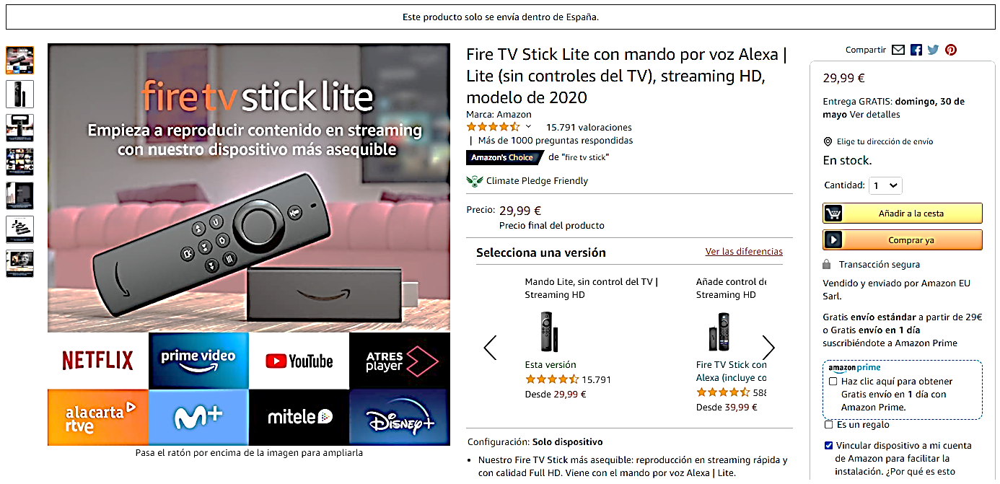 Este producto solo se envía dentro de España.
fire tv stick lite
Empieza a reproducir contenido en streaming
con nuestro dispositivo más asequible
NETFLIX
prime video
YouTube
ATRES
player
alacarta
rtve
M+
mitele
Disney+
Pasa el ratón por encima de la imagen para ampliarla
Fire TV Stick Lite con mando por voz Alexa |
Lite (sin controles del TV), streaming HD,
modelo de 2020
Marca: Amazon
15.791 valoraciones
| Más de 1000 preguntas respondidas
Amazon's Choice de "fire tv stick"
Climate Pledge Friendly
Precio: 29,99 €
Precio final del producto
Selecciona una versión Ver las diferencias
Mando Lite, sin control del TV |
Streaming HD
Esta versión
15.791
Desde 29,99 €
Añade control de
Streaming HD
Fire TV Stick con
Alexa (incluye co
588
Desde 39,99 €
Configuración: Solo dispositivo
• Nuestro Fire TV Stick más asequible: reproducción en streaming rápida y
con calidad Full HD. Viene con el mando por voz Alexa | Lite.
Compartir
29,99 €
Entrega GRATIS: domingo, 30 de
mayo Ver detalles
Elige tu dirección de envío
En stock.
Cantidad: 1
Añadir a la cesta
Comprar ya
Transacción segura
Vendido y enviado por Amazon EU
Sarl.
Gratis envío estándar a partir de 29€
o Gratis envío en 1 día
suscribiéndote a Amazon Prime
amazon prime
Haz clic aquí para obtener
Gratis envío en 1 día con
Amazon Prime.
Es un regalo
Vincular dispositivo a mi cuenta
de Amazon para facilitar la
instalación. ¿Por qué es esto